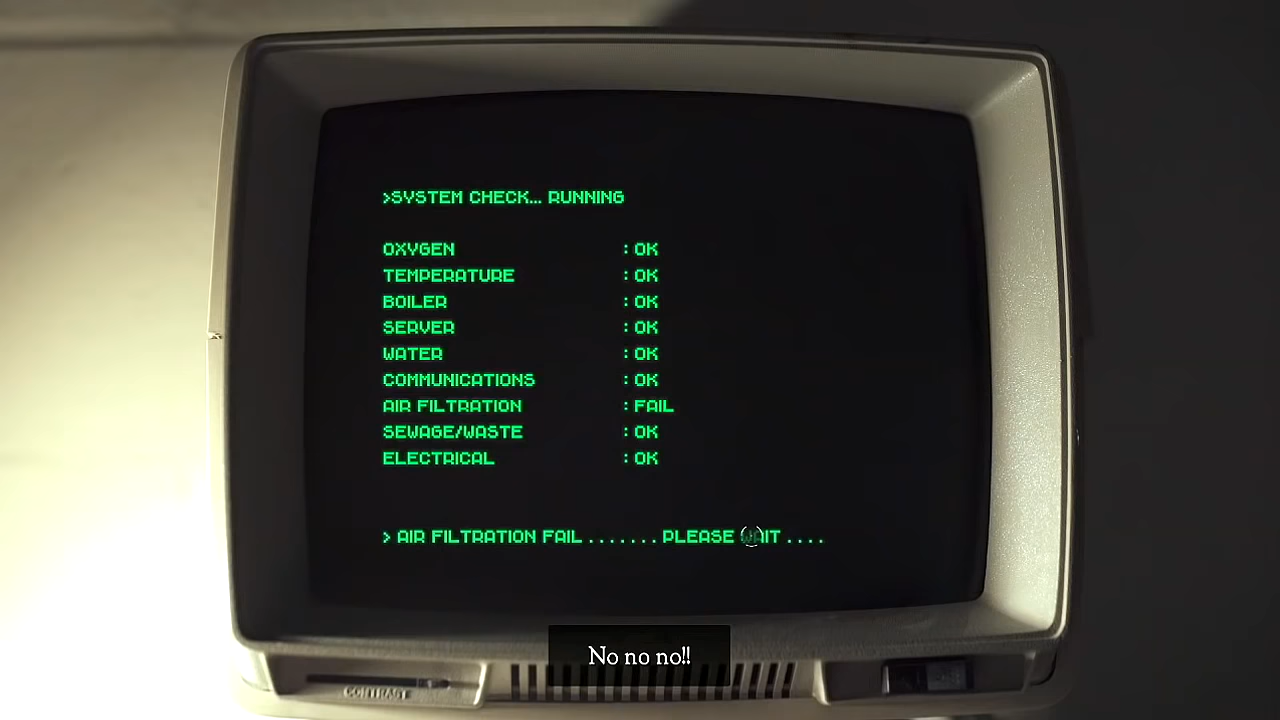 >SYSTEM CHECK... RUNNING
OXYGEN : OK
TEMPERATURE : OK
BOILER : OK
SERVER : OK
WATER : OK
COMMUNICATIONS : OK
AIR FILTRATION : FAIL
SEWAGE/WASTE : OK
ELECTRICAL : OK
> AIR FILTRATION FAIL ....... PLEASE WAIT ....
No no no!!
CONTRAST